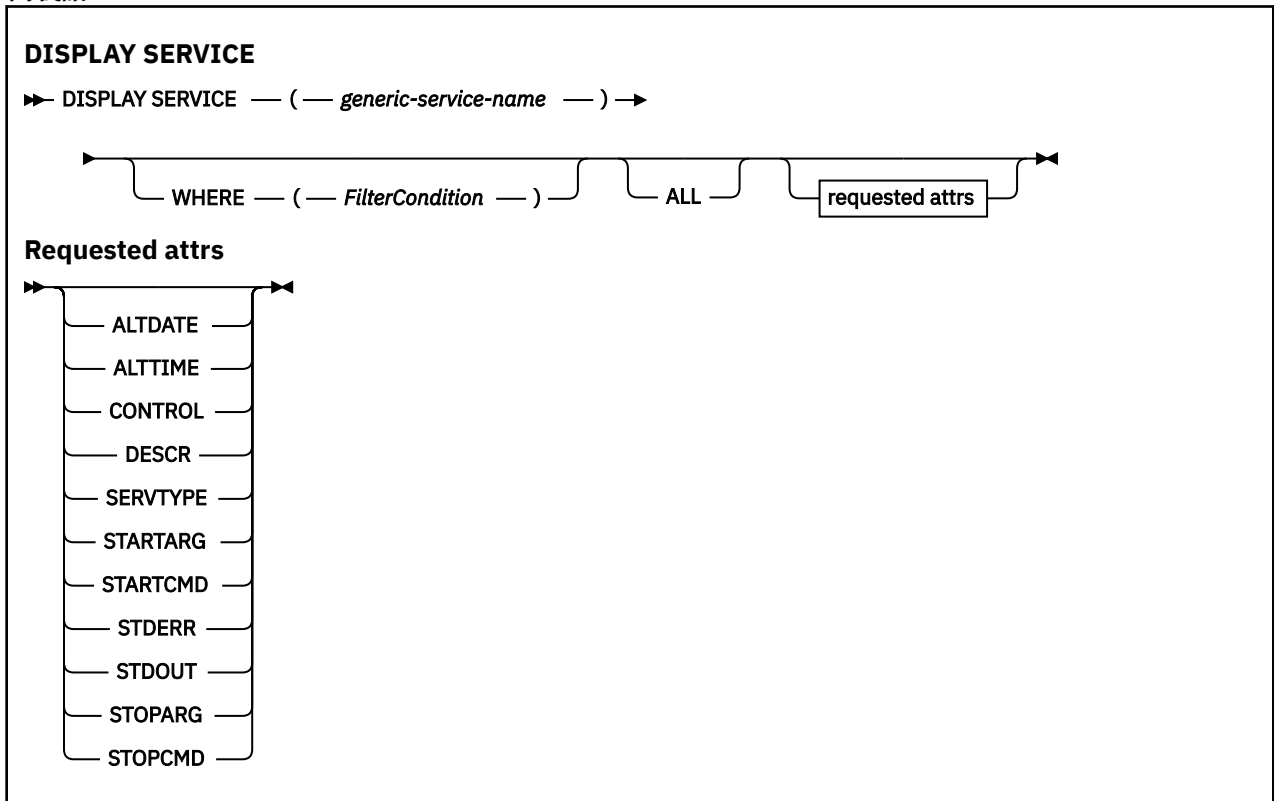 DISPLAY SERVICE
DISPLAY SERVICE ( generic-service-name )
WHERE ( FilterCondition ) ALL requested attrs
Requested attrs
ALTDATE
ALTTIME
CONTROL
DESCR
SERVTYPE
STARTARG
STARTCMD
STDERR
STDOUT
STOPARG
STOPCMD